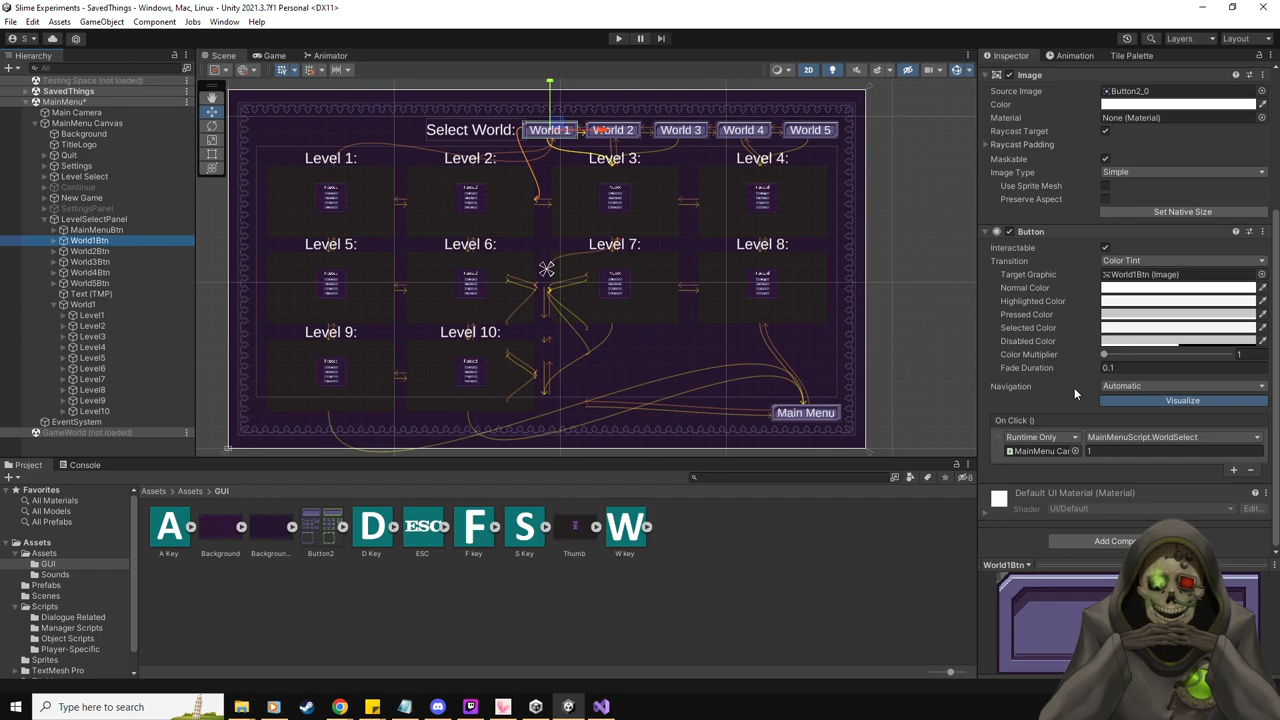 Slime Experiments - SavedThings - Windows, Mac, Linux - Unity 2021.3.7f1 Personal <DX11>
File Edit Assets GameObject Component Jobs Window Help
S
Layers Layout
Hierarchy
All
Testing Space (not loaded)
SavedThings
MainMenu*
Main Camera
MainMenu Canvas
Background
TitleLogo
Quit
Settings
Level Select
Continue
New Game
SettingsPanel
LevelSelectPanel
MainMenuBtn
World1Btn
World2Btn
World3Btn
World4Btn
World5Btn
Text (TMP)
World1
Level1
Level2
Level3
Level4
Level5
Level6
Level7
Level8
Level9
Level10
EventSystem
GameWorld (not loaded)
Scene Game Animator
2D
Select World: World 1 World 2 World 3 World 4 World 5
Level 1: Level 2: Level 3: Level 4:
Level 5: Level 6: Level 7: Level 8:
Level 9: Level 10:
Main Menu
Inspector Animation Tile Palette
Image
Source Image Button2_0
Color
Material None (Material)
Raycast Target
Raycast Padding
Maskable
Image Type Simple
Use Sprite Mesh
Preserve Aspect
Set Native Size
Button
Interactable
Transition Color Tint
Target Graphic World1Btn (Image)
Normal Color
Highlighted Color
Pressed Color
Selected Color
Disabled Color
Color Multiplier 1
Fade Duration 0.1
Navigation Automatic
Visualize
On Click ()
Runtime Only MainMenuScript.WorldSelect
MainMenu Car 1
Default UI Material (Material)
Shader UI/Default Edit...
Add Comp
World1Btn
Project Console
8
Favorites
All Materials
All Models
All Prefabs
Assets
Assets
GUI
Sounds
Prefabs
Scenes
Scripts
Dialogue Related
Manager Scripts
Object Scripts
Player-Specific
Sprites
TextMesh Pro
Assets > Assets > GUI
A D ESC F S W
A Key Background Backgroun... Button2 D Key ESC F key S Key Thumb W key
Type here to search